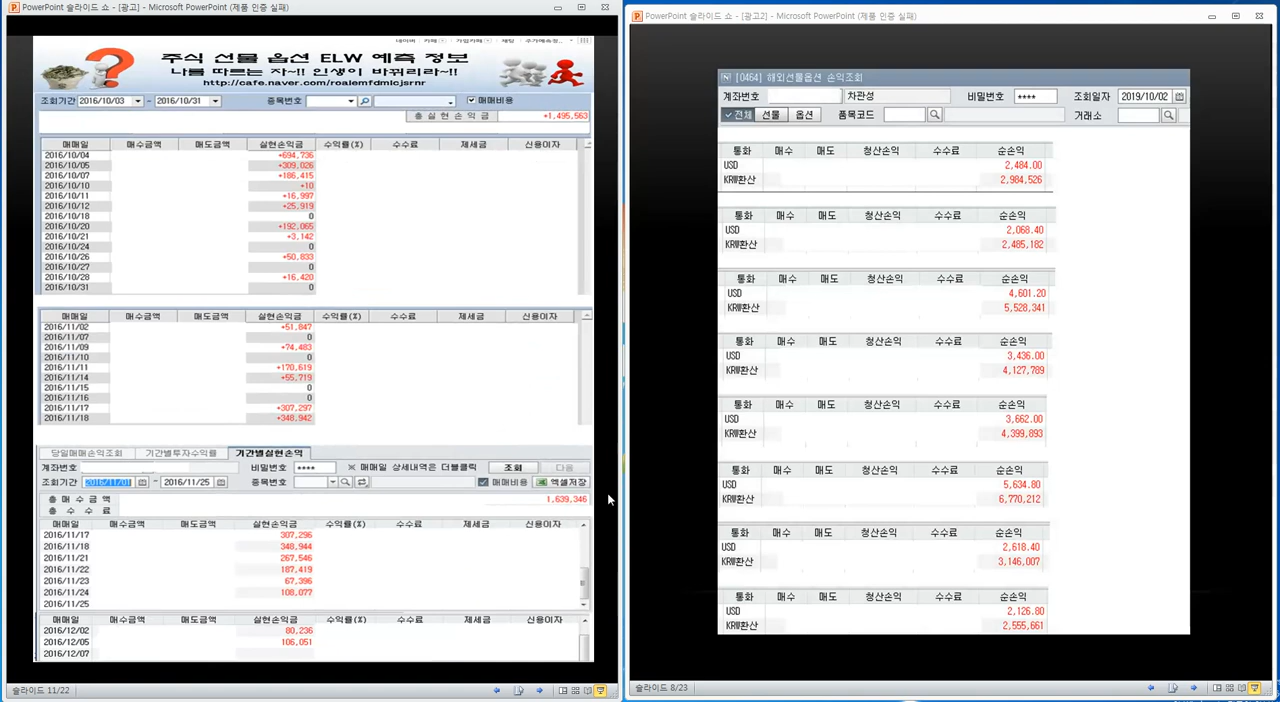 PowerPoint 슬라이드 쇼 - [광고] - Microsoft PowerPoint (제품 인증 실패)
주식 선물 옵션 ELW 예측 정보
나를 따르는 자~!! 인생이 바뀌리라~!!
조회기간 2016/10/03 - 2016/10/31 종목번호 매매비용
총 실 현 손 익 금 +1,495,563
매매일 매수금액 매도금액 실현손익금 수익률(%) 수수료 제세금 신용이자
2016/10/04 +694,736
2016/10/05 +309,026
2016/10/07 +186,415
2016/10/10 +10
2016/10/11 +16,997
2016/10/12 +25,919
2016/10/18 0
2016/10/20 +192,065
2016/10/21 +3,142
2016/10/24 0
2016/10/26 +50,833
2016/10/27 0
2016/10/28 +16,420
2016/10/31 0
매매일 매수금액 매도금액 실현손익금 수익률(%) 수수료 제세금 신용이자
2016/11/02 +51,847
2016/11/07 0
2016/11/09 +74,483
2016/11/10 0
2016/11/11 +170,619
2016/11/14 +55,719
2016/11/15 0
2016/11/16 0
2016/11/17 +307,297
2016/11/18 +348,942
당일매매손익조회 기간별투자수익률 기간별실현손익
계좌번호 비밀번호 **** ※ 매매일 상세내역은 더블클릭 조회 다음
조회기간 2016/11/01 - 2016/11/25 종목번호 매매비용 엑셀저장
총 매 수 금 액 1,639,346
총 수 수 료
매매일 매수금액 매도금액 실현손익금 수익률(%) 수수료 제세금 신용이자
2016/11/17 307,296
2016/11/18 348,944
2016/11/21 267,546
2016/11/22 187,419
2016/11/23 67,396
2016/11/24 108,077
2016/11/25
매매일 매수금액 매도금액 실현손익금 수익률(%) 수수료 제세금 신용이자
2016/12/02 80,236
2016/12/05 106,051
2016/12/07
슬라이드 11/22
PowerPoint 슬라이드 쇼 - [광고2] - Microsoft PowerPoint (제품 인증 실패)
[0464] 해외선물옵션 손익조회
계좌번호 차관성 비밀번호 **** 조회일자 2019/10/02
전체 선물 옵션 품목코드 거래소
통화 매수 매도 청산손익 수수료 순손익
USD 2,484.00
KRW환산 2,984,526
통화 매수 매도 청산손익 수수료 순손익
USD 2,068.40
KRW환산 2,485,182
통화 매수 매도 청산손익 수수료 순손익
USD 4,601.20
KRW환산 5,528,341
통화 매수 매도 청산손익 수수료 순손익
USD 3,436.00
KRW환산 4,127,789
통화 매수 매도 청산손익 수수료 순손익
USD 3,662.00
KRW환산 4,399,893
통화 매수 매도 청산손익 수수료 순손익
USD 5,634.80
KRW환산 6,770,212
통화 매수 매도 청산손익 수수료 순손익
USD 2,618.40
KRW환산 3,146,007
통화 매수 매도 청산손익 수수료 순손익
USD 2,126.80
KRW환산 2,555,661
슬라이드 8/23